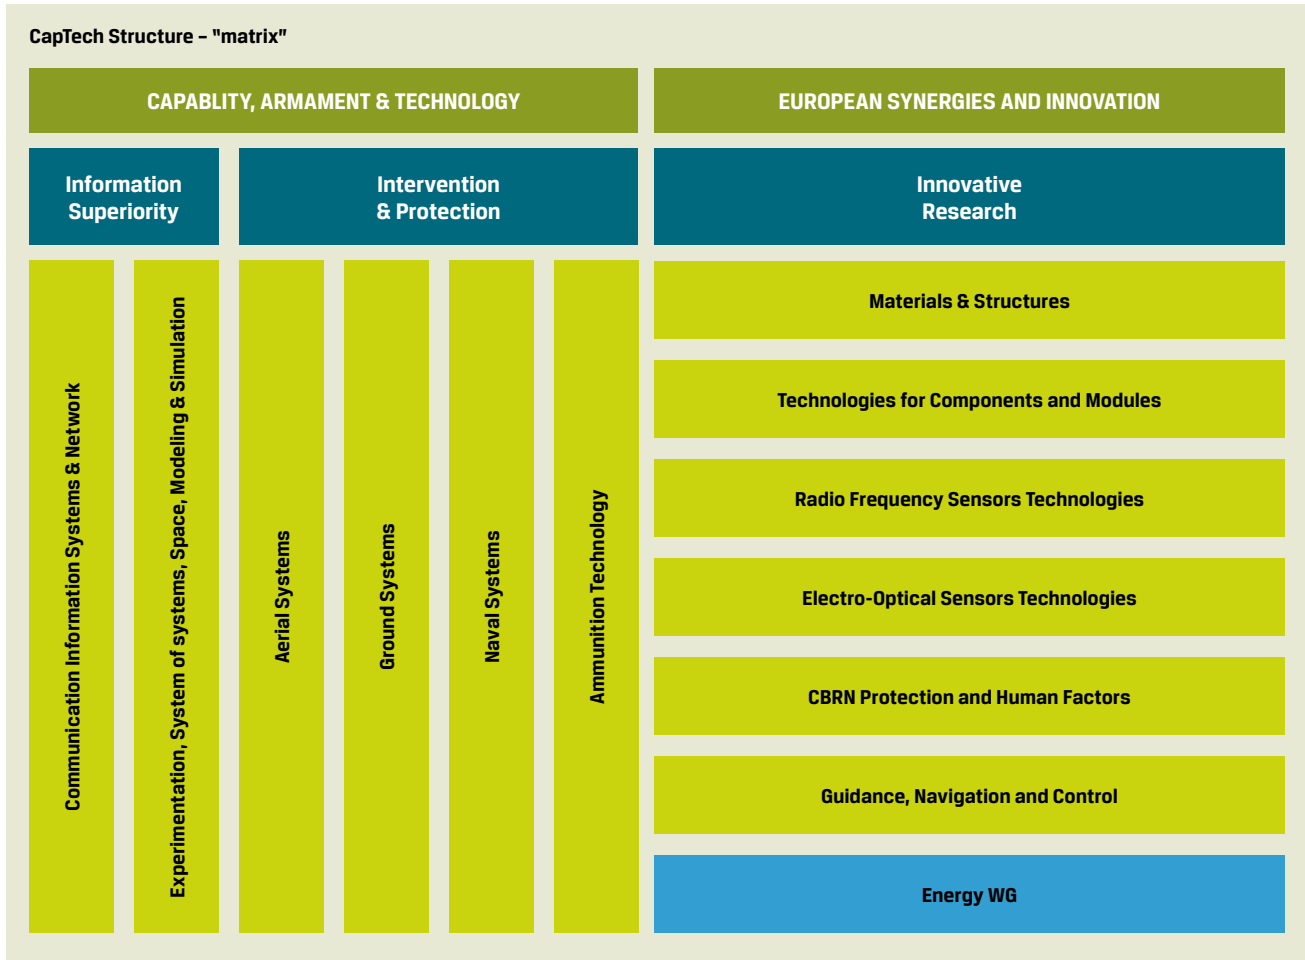 CapTech Structure – "matrix"
CAPABLITY, ARMAMENT & TECHNOLOGY
EUROPEAN SYNERGIES AND INNOVATION
Information
Superiority
Intervention
& Protection
Innovative
Research
Communication Information Systems & Network
Experimentation, System of systems, Space, Modeling & Simulation
Aerial Systems
Ground Systems
Naval Systems
Ammunition Technology
Materials & Structures
Technologies for Components and Modules
Radio Frequency Sensors Technologies
Electro-Optical Sensors Technologies
CBRN Protection and Human Factors
Guidance, Navigation and Control
Energy WG